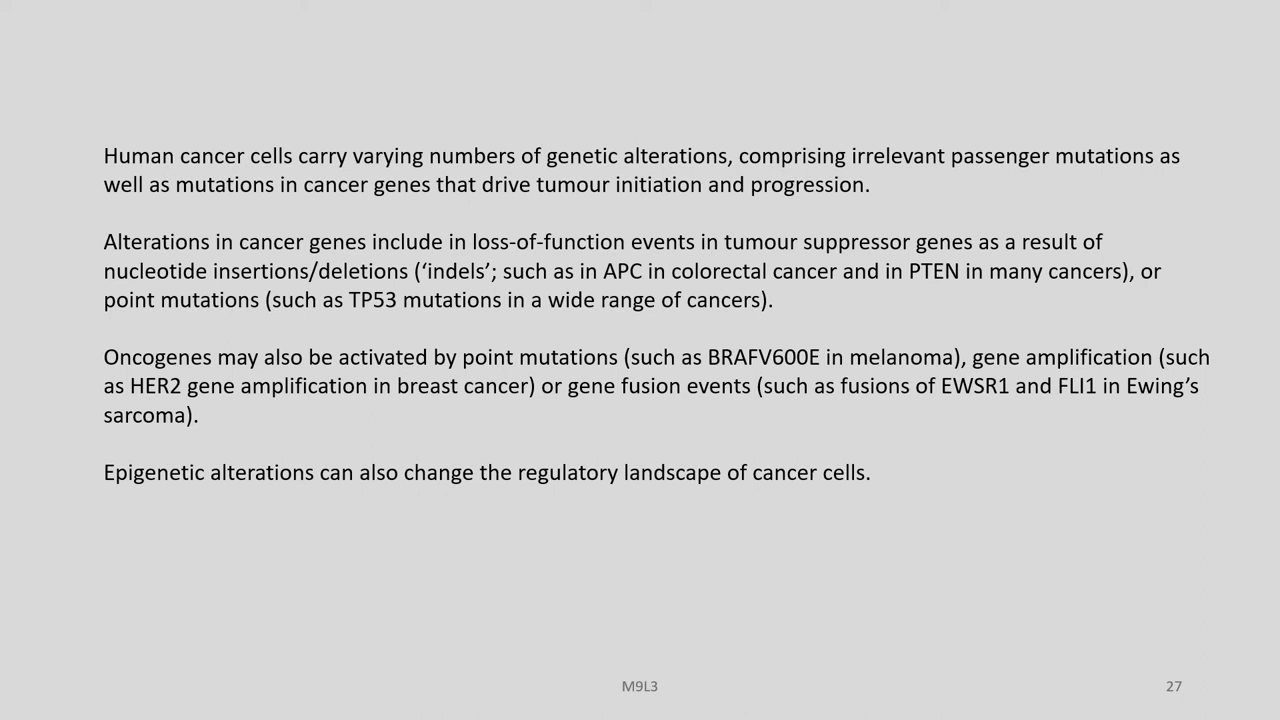 Human cancer cells carry varying numbers of genetic alterations, comprising irrelevant passenger mutations as
well as mutations in cancer genes that drive tumour initiation and progression.
Alterations in cancer genes include in loss-of-function events in tumour suppressor genes as a result of
nucleotide insertions/deletions (‘indels’; such as in APC in colorectal cancer and in PTEN in many cancers), or
point mutations (such as TP53 mutations in a wide range of cancers).
Oncogenes may also be activated by point mutations (such as BRAFV600E in melanoma), gene amplification (such
as HER2 gene amplification in breast cancer) or gene fusion events (such as fusions of EWSR1 and FLI1 in Ewing’s
sarcoma).
Epigenetic alterations can also change the regulatory landscape of cancer cells.
M9L3
27